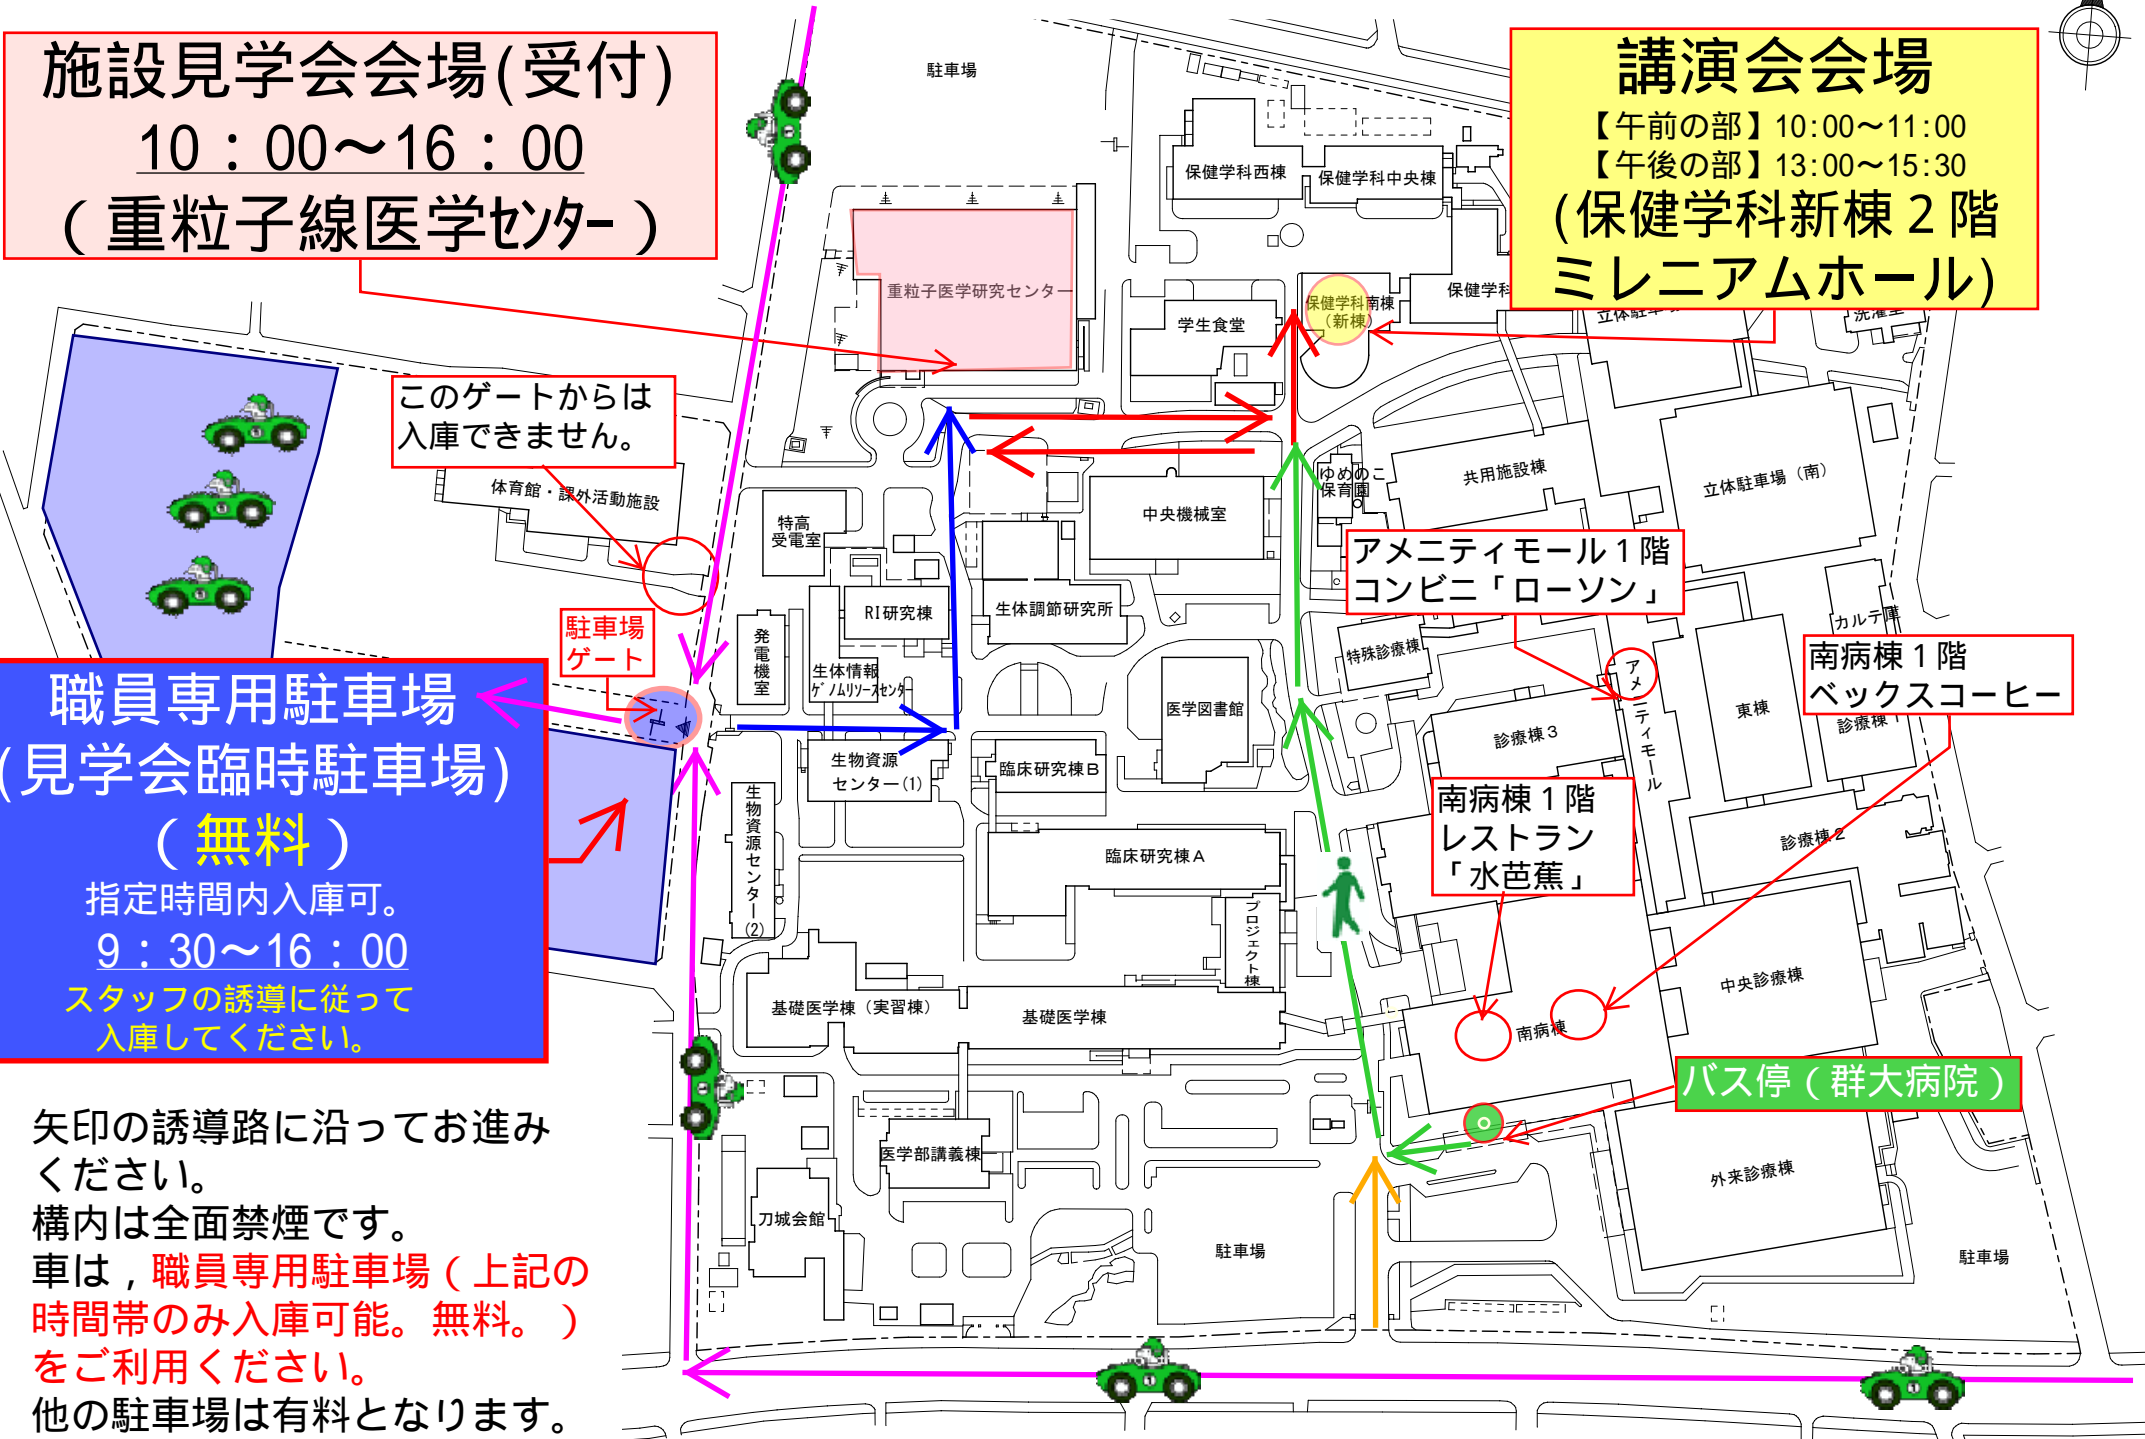 施設見学会会場(受付)
10：00～16：00
（重粒子線医学センター）
講演会会場
【午前の部】10:00～11:00
【午後の部】13:00～15:30
(保健学科新棟２階
ミレニアムホール)
駐車場
保健学科西棟
保健学科中央棟
重粒子医学研究センター
学生食堂
保健学科南棟
（新棟）
保健学科
洗濯室
このゲートからは
入庫できません。
体育館・課外活動施設
特高
受電室
中央機械室
ゆめのこ
保育園
共用施設棟
立体駐車場（南）
アメニティモール１階
コンビニ「ローソン」
RI研究棟
生体調節研究所
カルテ庫
駐車場
ゲート
発電機室
生体情報
ゲノムリソースセンター
特殊診療棟
南病棟１階
ベックスコーヒー
アメニティモール
東棟
診療棟1
医学図書館
診療棟3
職員専用駐車場
(見学会臨時駐車場)
（無料）
指定時間内入庫可。
9：30～16：00
スタッフの誘導に従って
入庫してください。
生物資源
センター(1)
臨床研究棟B
生物資源センター(2)
南病棟１階
レストラン
「水芭蕉」
診療棟2
臨床研究棟A
プロジェクト棟
基礎医学棟（実習棟）
基礎医学棟
南病棟
中央診療棟
バス停（群大病院）
医学部講義棟
外来診療棟
刀城会館
駐車場
駐車場
矢印の誘導路に沿ってお進み
ください。
構内は全面禁煙です。
車は，職員専用駐車場（上記の
時間帯のみ入庫可能。無料。）
をご利用ください。
他の駐車場は有料となります。